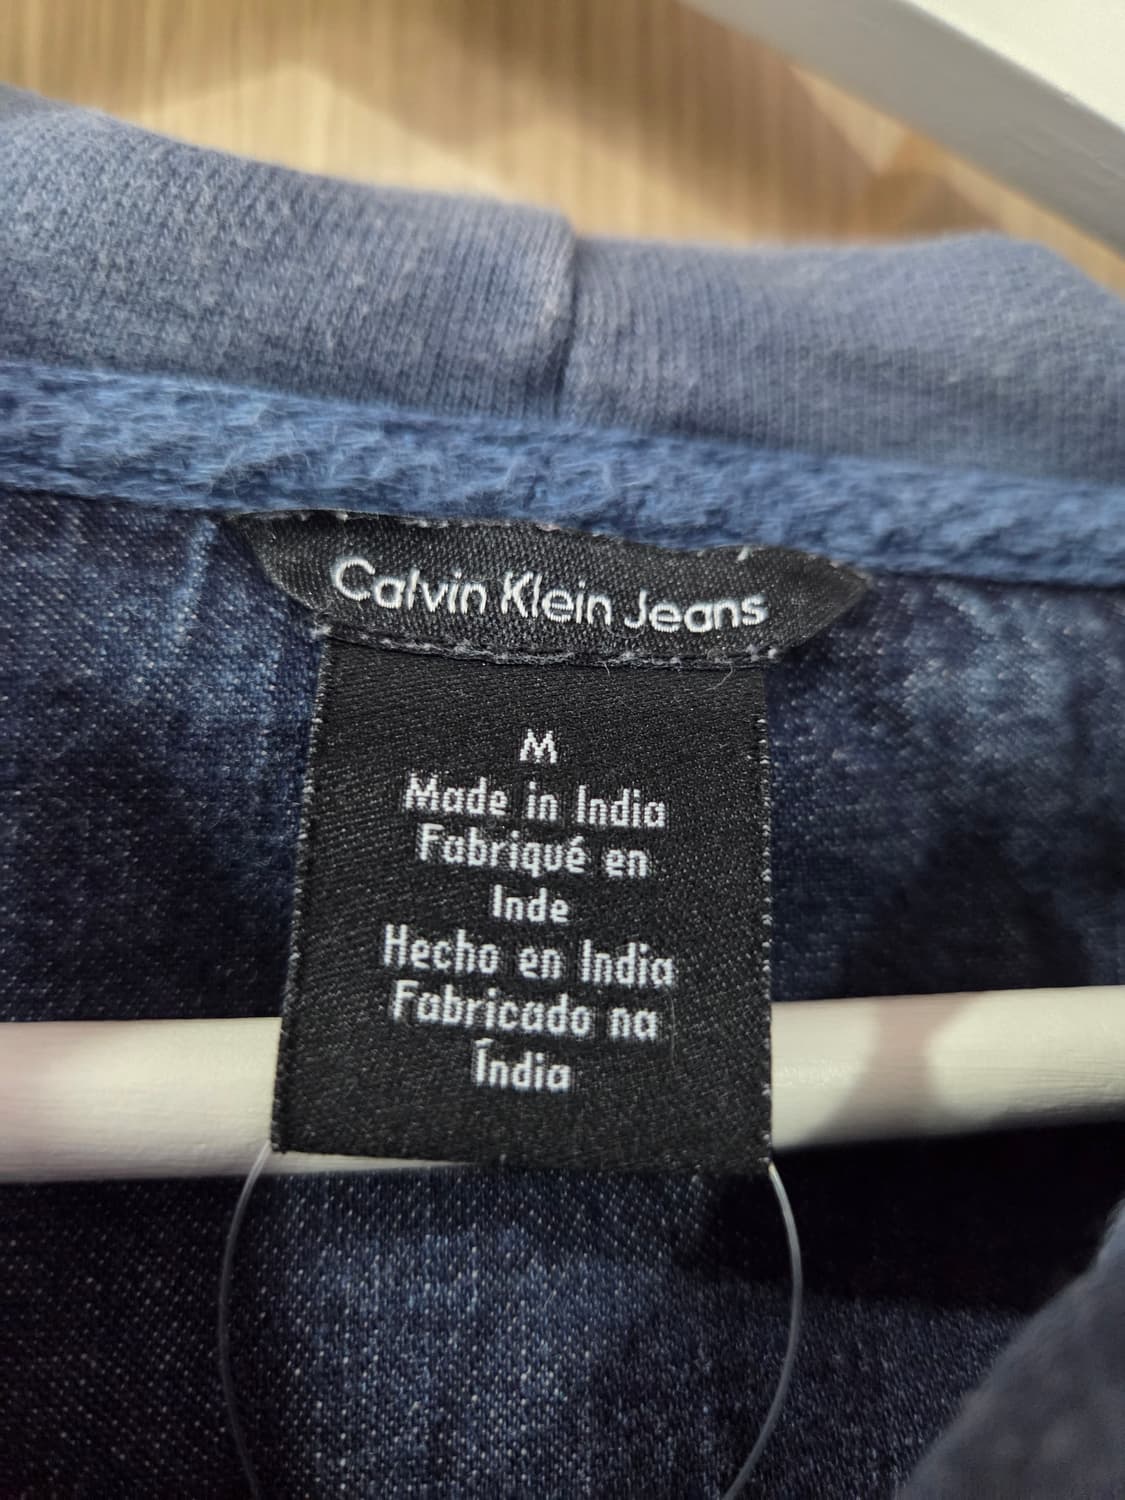 Calvin Klein Jeans
M
Made in India
Fabriqué en
Inde
Hecho en India
Fabricado na
Índia